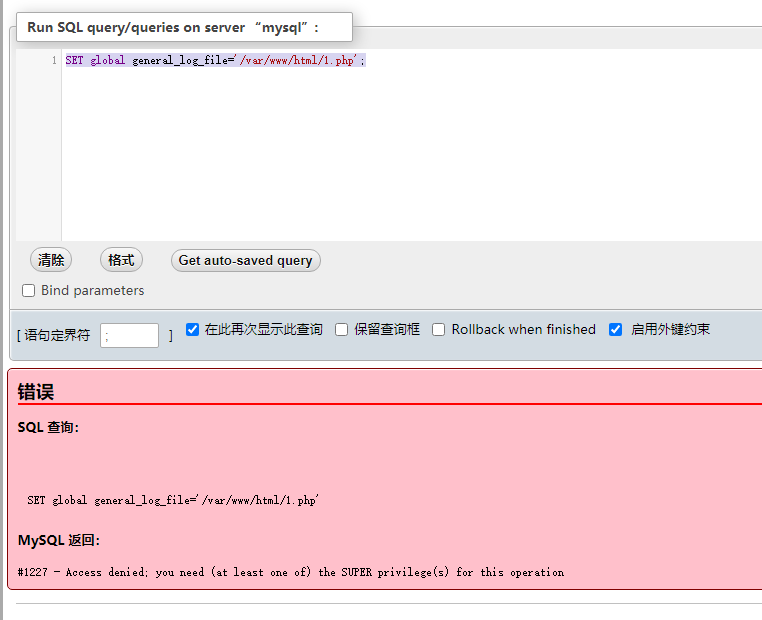 Run SQL query/queries on server “mysql”:
1 SET global general_log_file='/var/www/html/1.php';
清除 格式 Get auto-saved query
Bind parameters
[ 语句定界符 ; ] 在此再次显示此查询 保留查询框 Rollback when finished 启用外键约束
错误
SQL 查询:
SET global general_log_file='/var/www/html/1.php'
MySQL 返回:
#1227 - Access denied; you need (at least one of) the SUPER privilege(s) for this operation